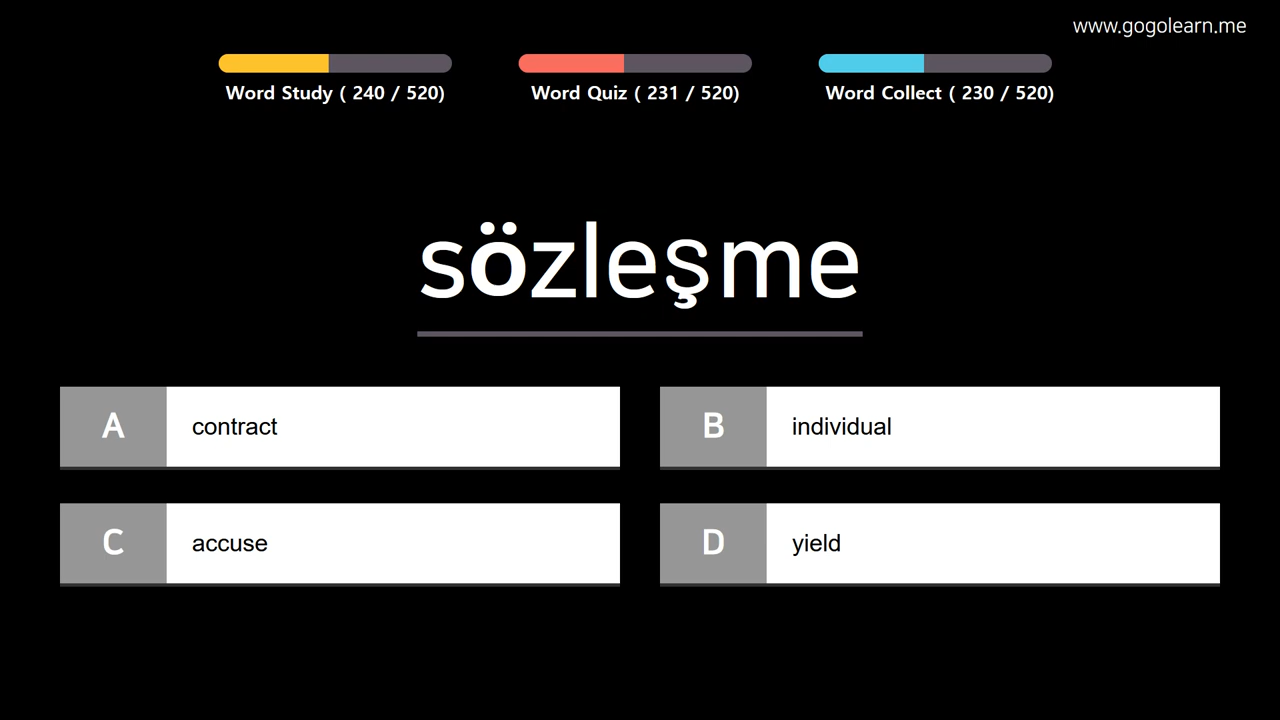 www.gogolearn.me
Word Study ( 240 / 520)
Word Quiz ( 231 / 520)
Word Collect ( 230 / 520)
sözleşme
A contract
B individual
C accuse
D yield